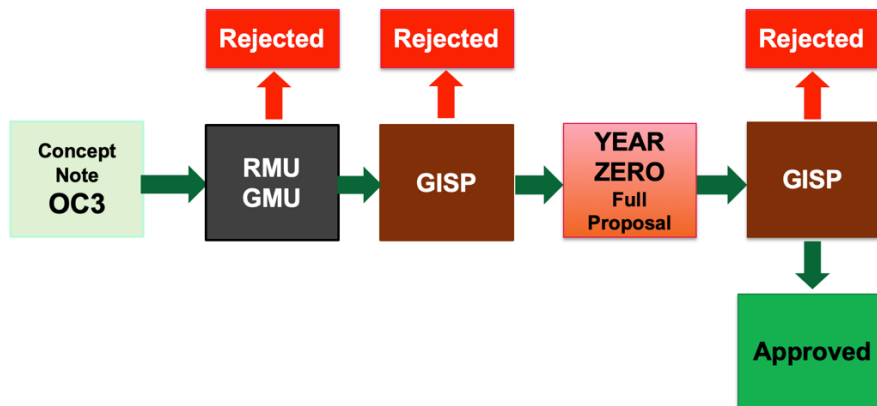 Rejected
Rejected
Rejected
Concept
Note
OC3
RMU
GMU
GISP
YEAR
ZERO
Full
Proposal
GISP
Approved